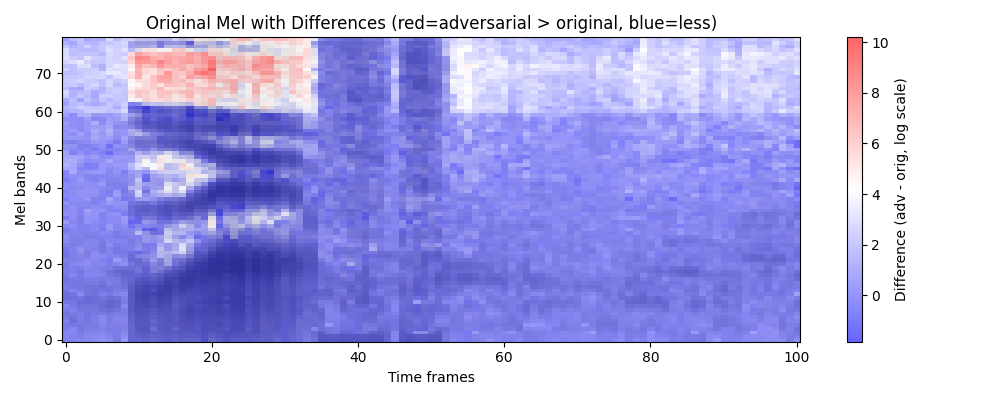 Original Mel with Differences (red=adversarial > original, blue=less)
Mel bands
70
60
50
40
30
20
10
0
0 20 40 60 80 100
Time frames
10
8
6
4
2
0
Difference (adv - orig, log scale)